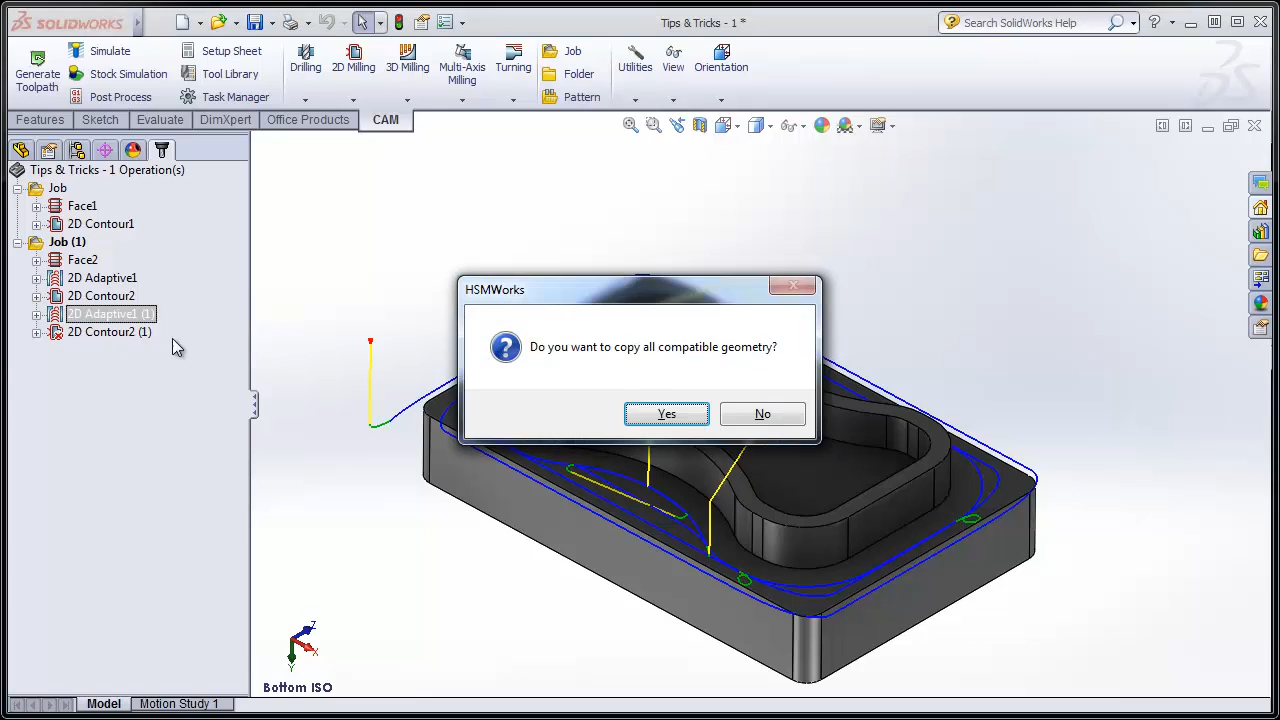 SOLIDWORKS
Tips & Tricks - 1 *
Search SolidWorks Help
Generate
Toolpath
Simulate
Stock Simulation
G1
G2
Post Process
Setup Sheet
Tool Library
Task Manager
Drilling
2D Milling
3D Milling
Multi-Axis
Milling
Turning
Job
Folder
Pattern
Utilities
View
Orientation
Features
Sketch
Evaluate
DimXpert
Office Products
CAM
Tips & Tricks - 1 Operation(s)
Job
Face1
2D Contour1
Job (1)
Face2
2D Adaptive1
2D Contour2
2D Adaptive1 (1)
2D Contour2 (1)
HSMWorks
Do you want to copy all compatible geometry?
Yes
No
Z
X
Y
Bottom ISO
Model
Motion Study 1